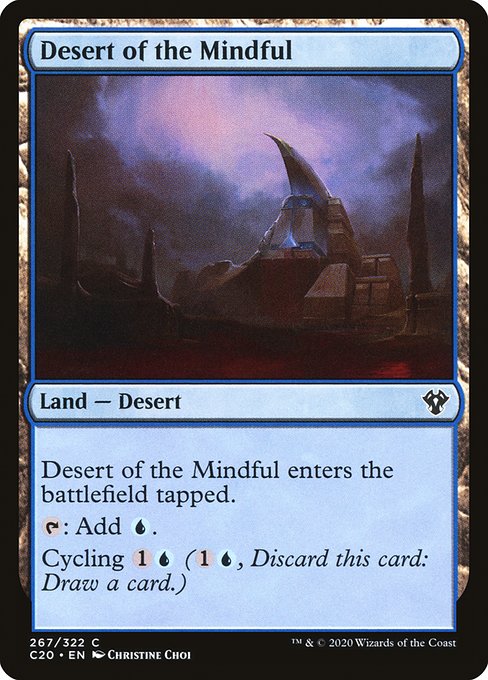 Desert of the Mindful
Land — Desert
Desert of the Mindful enters the
battlefield tapped.
: Add .
Cycling 1 (1 , Discard this card:
Draw a card.)
267/322 C
C20 • EN Christine Choi
™ & © 2020 Wizards of the Coast